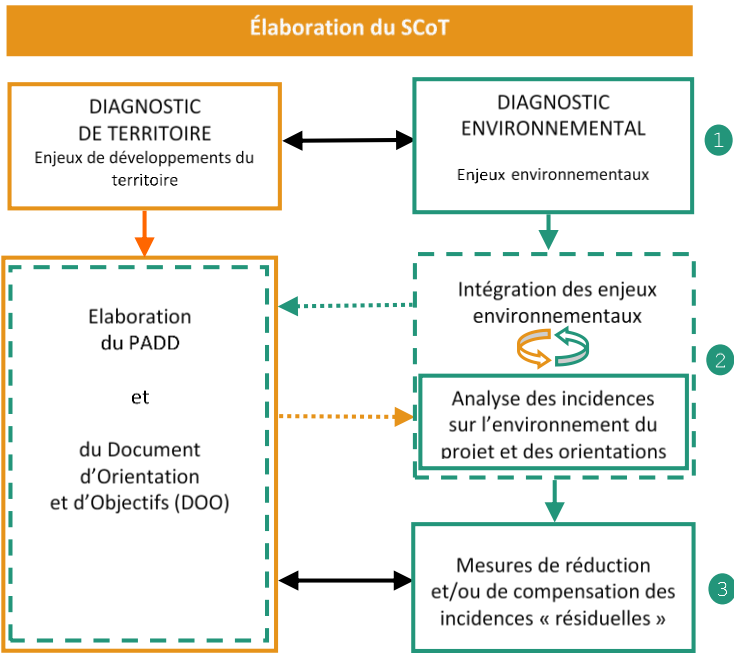 Élaboration du SCoT
DIAGNOSTIC
DE TERRITOIRE
Enjeux de développements du
territoire
DIAGNOSTIC
ENVIRONNEMENTAL
Enjeux environnementaux
1
Elaboration
du PADD
et
du Document
d’Orientation
et d’Objectifs (DOO)
Intégration des enjeux
environnementaux
Analyse des incidences
sur l’environnement du
projet et des orientations
2
Mesures de réduction
et/ou de compensation des
incidences « résiduelles »
3